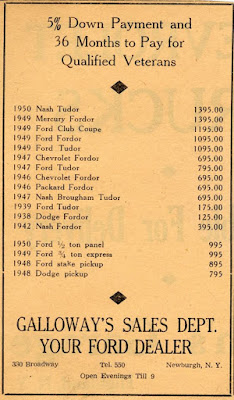 5% Down Payment and
36 Months to Pay for
Qualified Veterans
1950 Nash Tudor 1395.00
1949 Mercury Fordor 1395.00
1949 Ford Club Coupe 1195.00
1949 Ford Fordor 1095.00
1949 Ford Tudor 1095.00
1947 Chevrolet Fordor 695.00
1947 Ford Tudor 795.00
1946 Chevrolet Fordor 695.00
1946 Packard Fordor 695.00
1947 Nash Brougham Tudor 695.00
1939 Ford Tudor 175.00
1938 Dodge Fordor 125.00
1942 Nash Fordor 395.00
1950 Ford ½ ton panel 995
1949 Ford ¾ ton express 995
1948 Ford stake pickup 895
1948 Dodge pickup 795
GALLOWAY'S SALES DEPT.
YOUR FORD DEALER
330 Broadway Tel. 550 Newburgh, N. Y.
Open Evenings Till 9